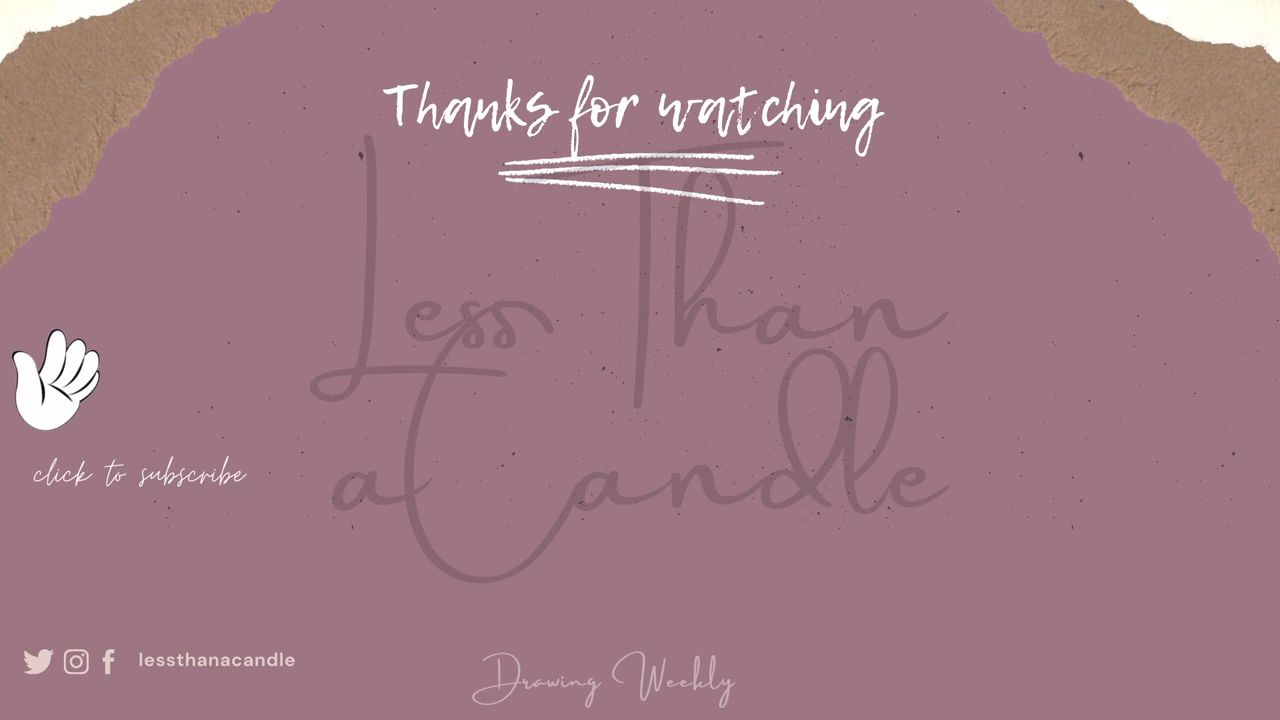 Thanks for watching
Less Than
a Candle
click to subscribe
lessthanacandle
Drawing Weekly